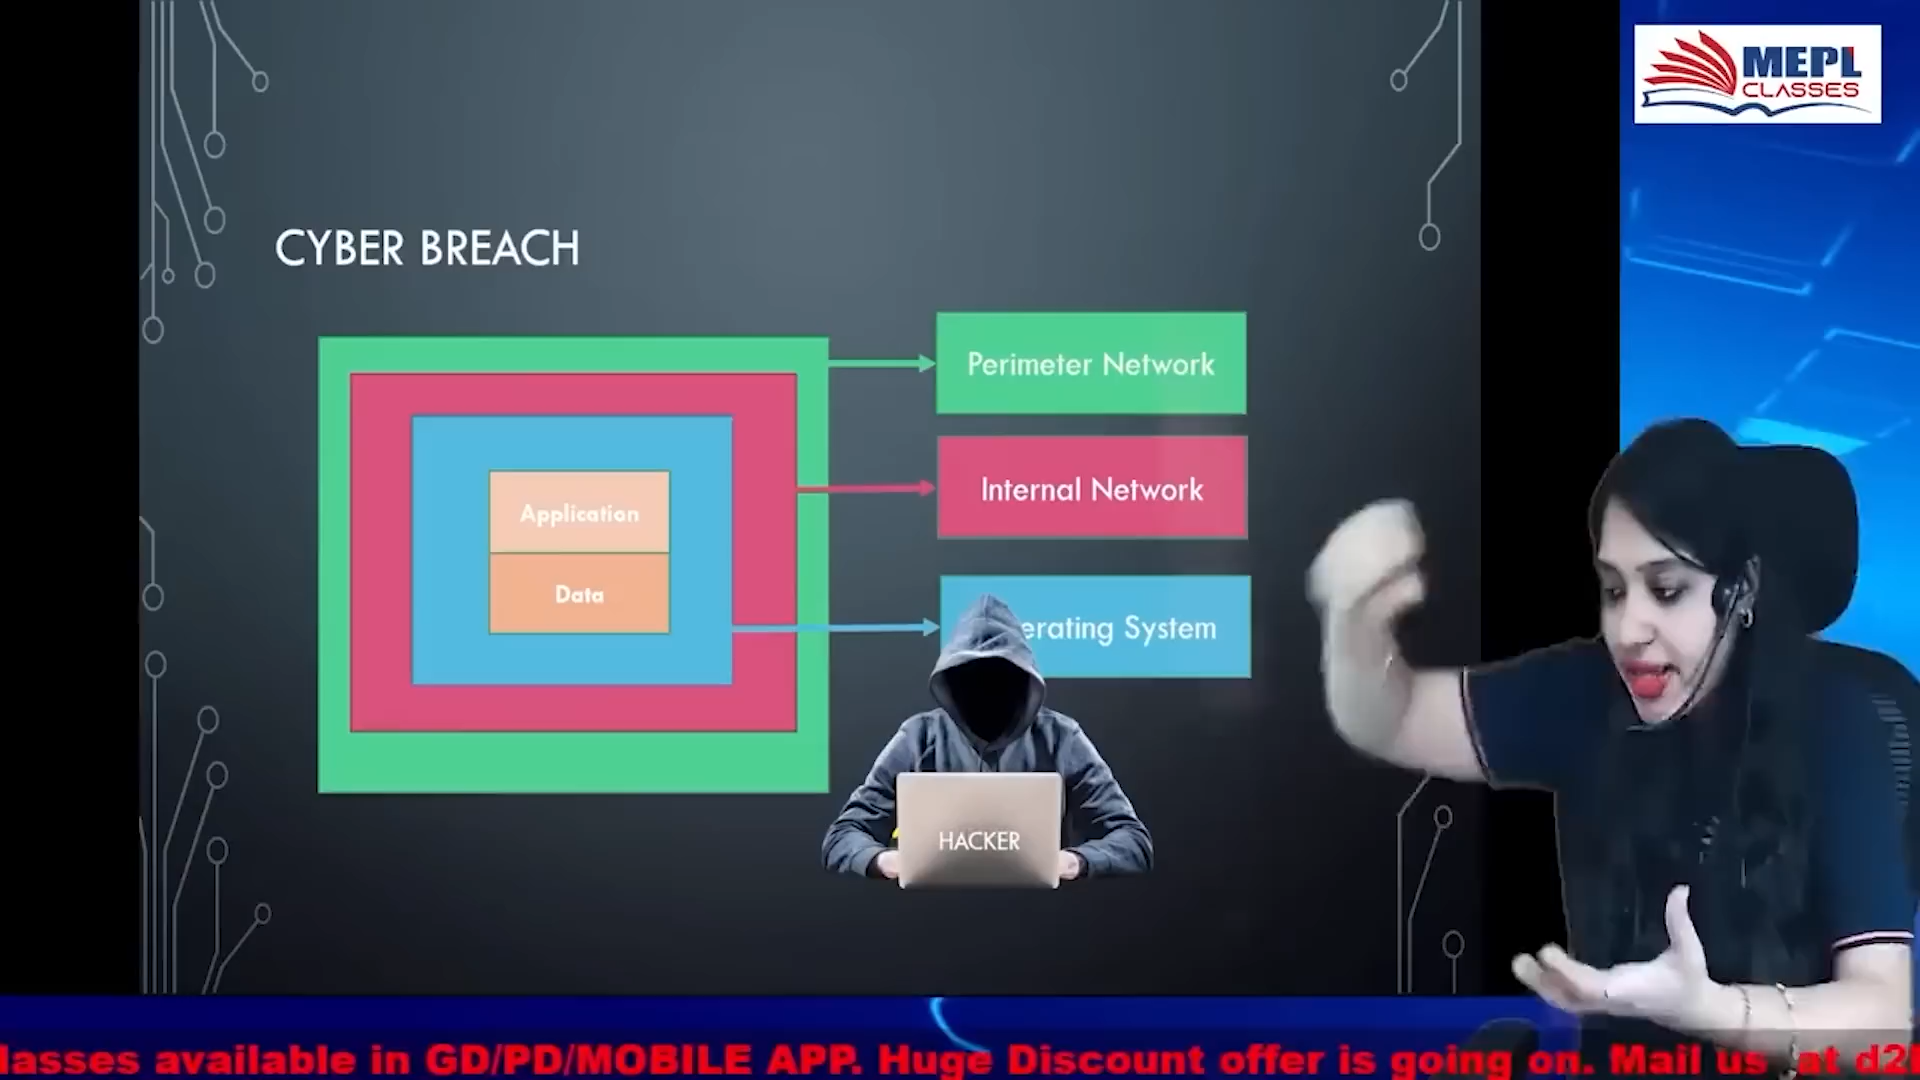 MEPL
CLASSES
CYBER BREACH
Perimeter Network
Internal Network
Application
Data
erating System
HACKER
lasses available in GD/PD/MOBILE APP. Huge Discount offer is going on. Mail us at